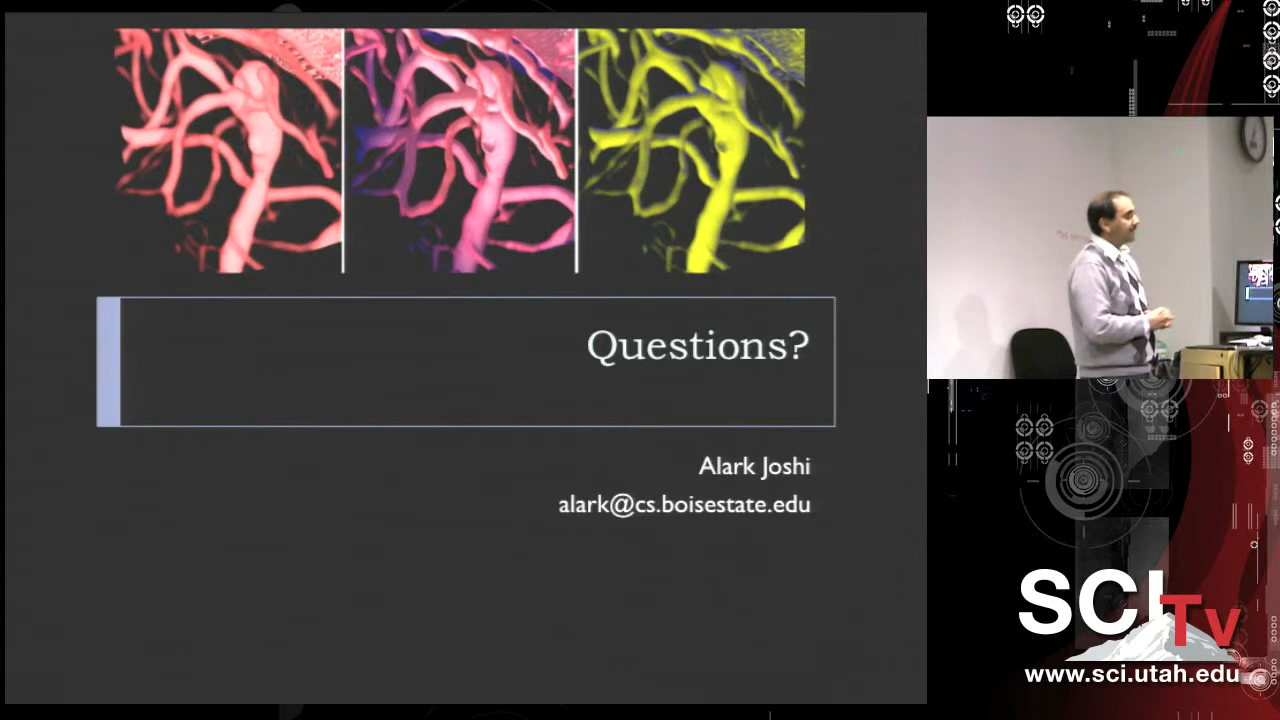 Questions?
Alark Joshi
alark@cs.boisestate.edu
SCI
Tv
www.sci.utah.edu